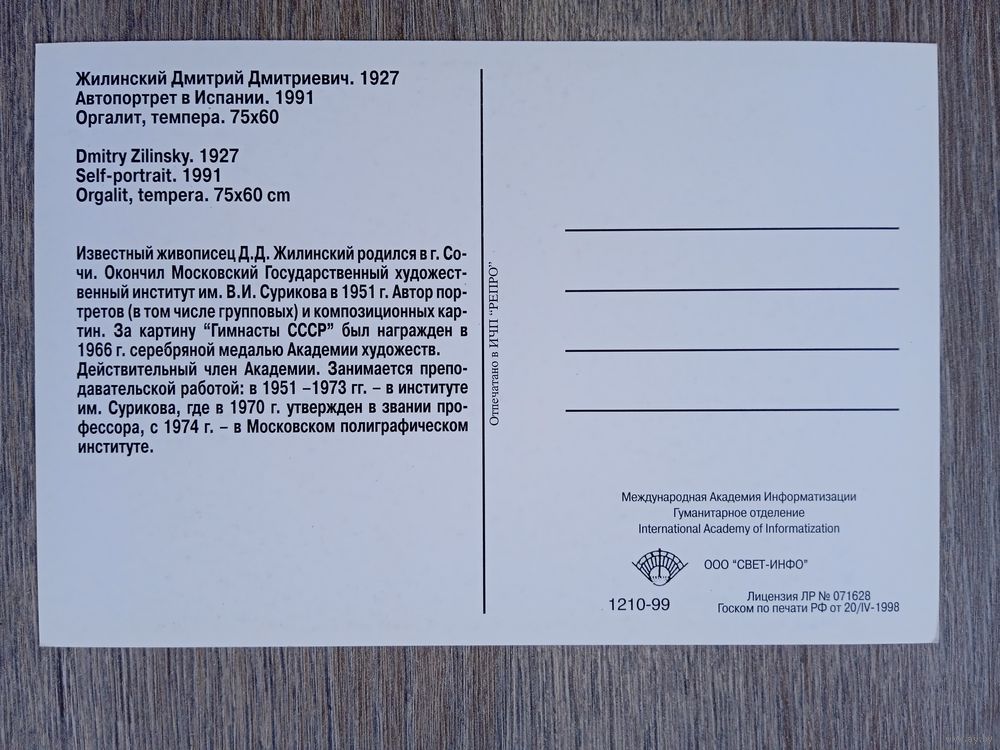 Жилинский Дмитрий Дмитриевич. 1927
Автопортрет в Испании. 1991
Оргалит, темпера. 75х60
Dmitry Zilinsky. 1927
Self-portrait. 1991
Orgalit, tempera. 75x60 cm
Известный живописец Д.Д. Жилинский родился в г. Со-
чи. Окончил Московский Государственный художест-
венный институт им. В.И. Сурикова в 1951 г. Автор пор-
третов (в том числе групповых) и композиционных кар-
тин. За картину “Гимнасты СССР” был награжден в
1966 г. серебряной медалью Академии художеств.
Действительный член Академии. Занимается препо-
давательской работой: в 1951 –1973 гг. – в институте
им. Сурикова, где в 1970 г. утвержден в звании про-
фессора, с 1974 г. – в Московском полиграфическом
институте.
Отпечатано в ИЧП “РЕПРО”
Международная Академия Информатизации
Гуманитарное отделение
International Academy of Informatization
ООО “СВЕТ-ИНФО”
1210-99
Лицензия ЛР № 071628
Госком по печати РФ от 20/IV-1998